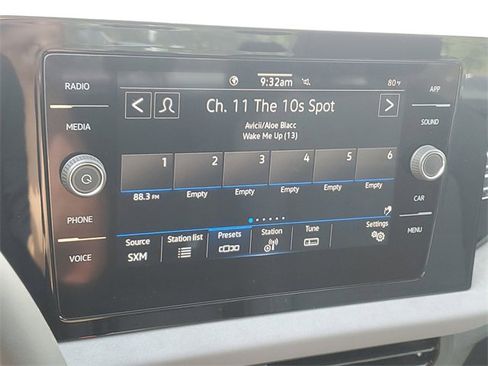 RADIO
MEDIA
PHONE
VOICE
9:32am
80°F
Ch. 11 The 10s Spot
Avicii/Aloe Blacc
Wake Me Up (13)
1 2 3 4 5 6
88.3 FM Empty Empty Empty Empty Empty
Source Station list Presets Station Tune Settings
SXM
APP
SOUND
CAR
MENU